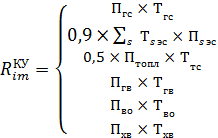 R_{im}^{КУ} = {
П_{гс} × Т_{гс}
0,9 × ∑_s Т_{sэс} × П_{sэс}
0,5 × П_{топл} × Т_{тс}
П_{гв} × Т_{гв}
П_{во} × Т_{во}
П_{хв} × Т_{хв}